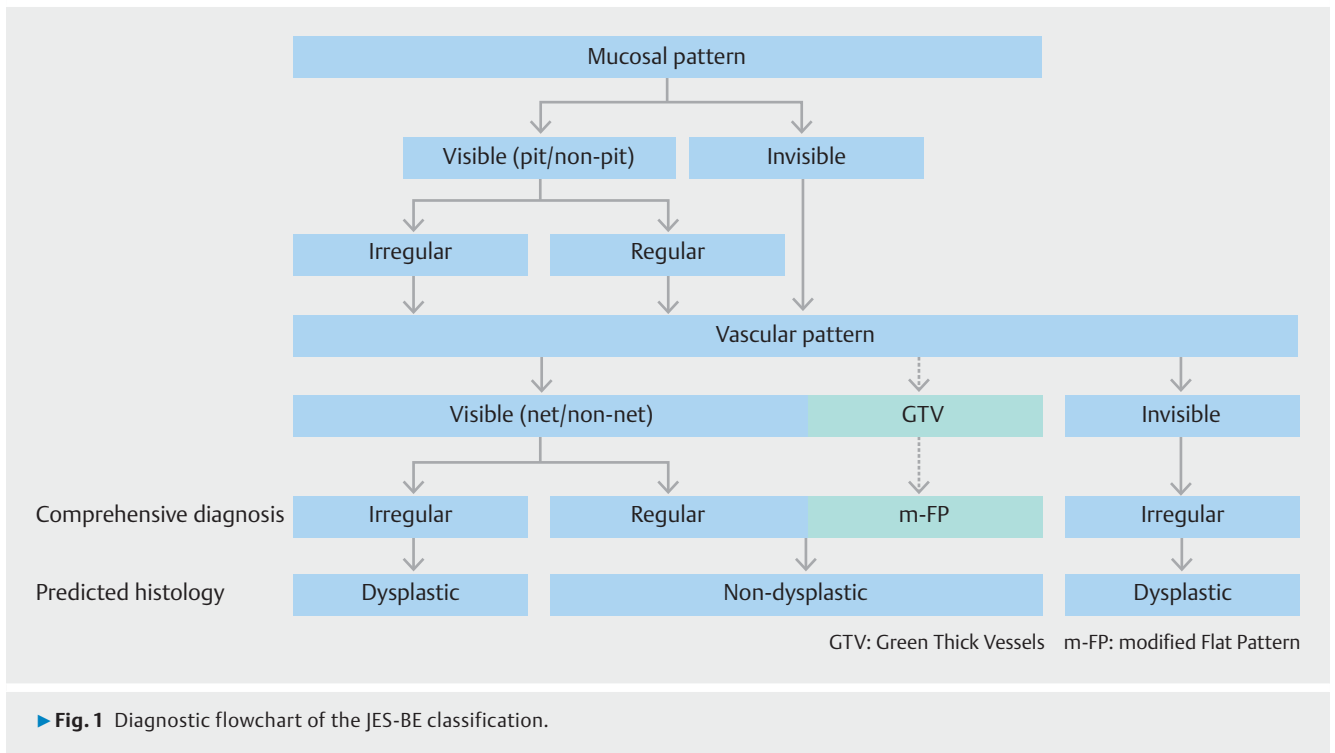 Mucosal pattern
Visible (pit/non-pit)
Invisible
Irregular
Regular
Vascular pattern
Visible (net/non-net)
GTV
Invisible
Comprehensive diagnosis
Irregular
Regular
m-FP
Irregular
Predicted histology
Dysplastic
Non-dysplastic
Dysplastic
GTV: Green Thick Vessels m-FP: modified Flat Pattern
▶ Fig. 1 Diagnostic flowchart of the JES-BE classification.